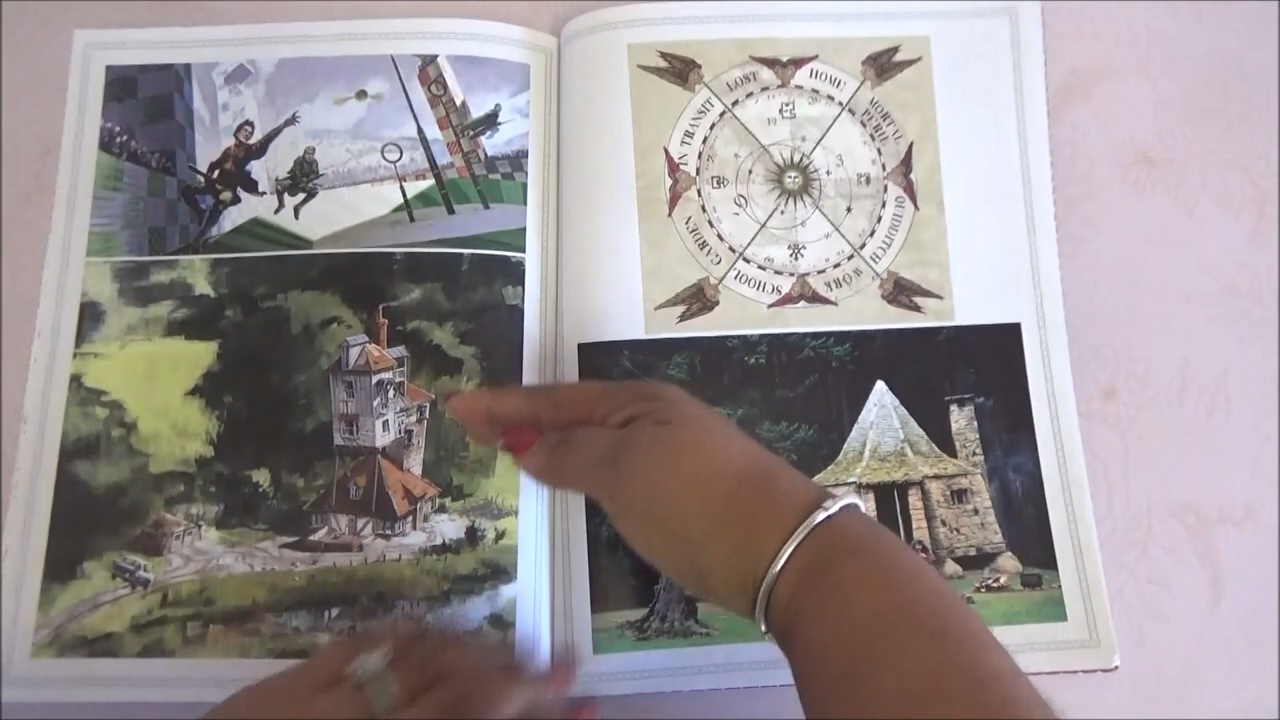 LOST
HOME
MORTAL
PERIL
QUIDDITCH
WORK
SCHOOL
GARDEN
IN TRANSIT